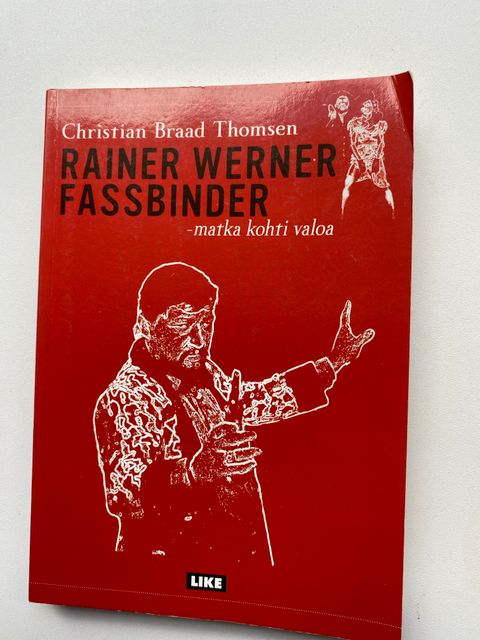 Christian Braad Thomsen
RAINER WERNER
FASSBINDER
-matka kohti valoa
LIKE